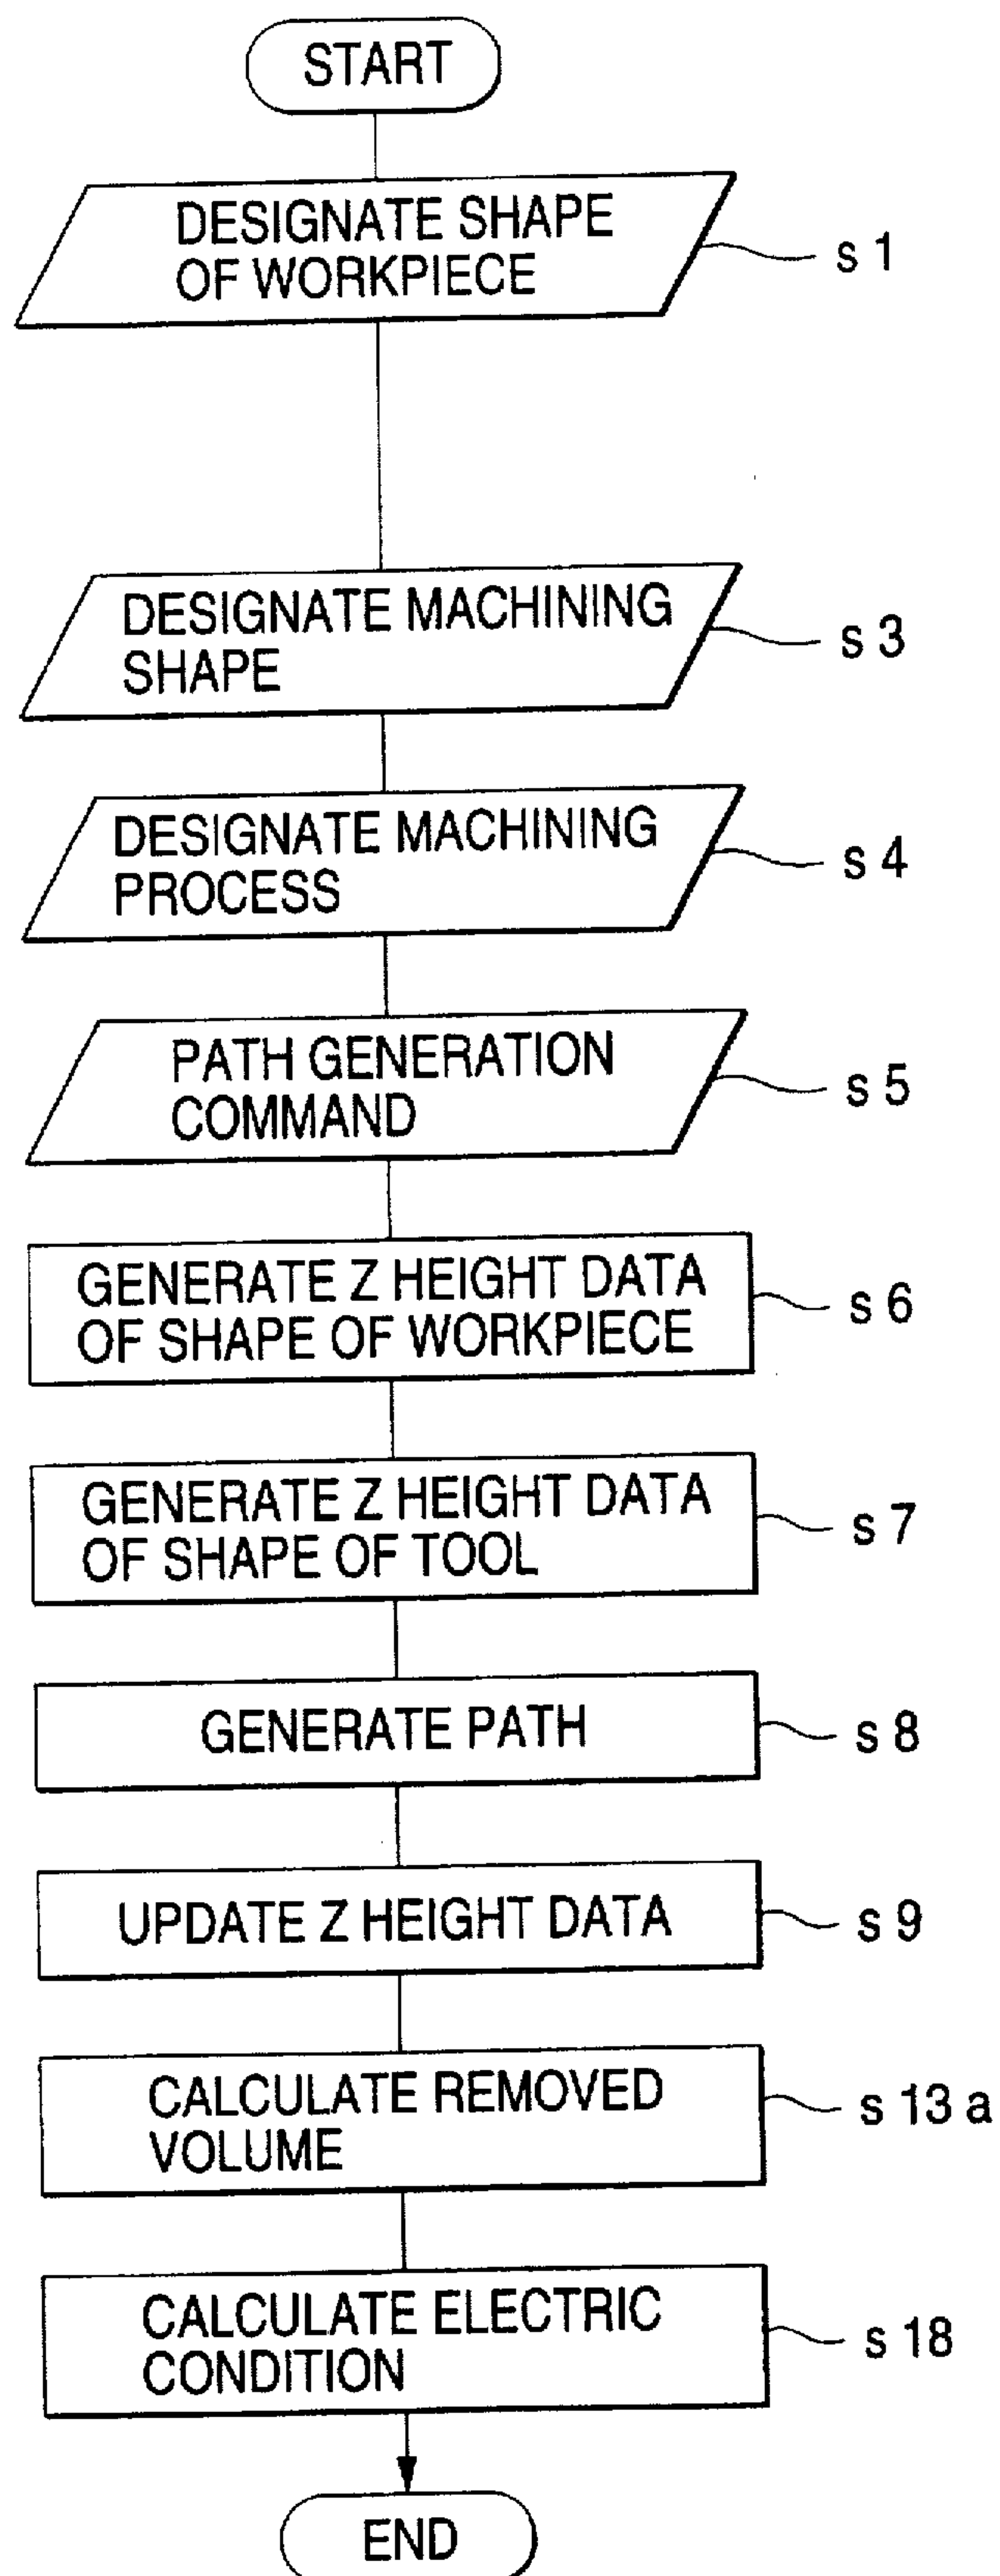 START
DESIGNATE SHAPE
OF WORKPIECE
s 1
DESIGNATE MACHINING
SHAPE
s 3
DESIGNATE MACHINING
PROCESS
s 4
PATH GENERATION
COMMAND
s 5
GENERATE Z HEIGHT DATA
OF SHAPE OF WORKPIECE
s 6
GENERATE Z HEIGHT DATA
OF SHAPE OF TOOL
s 7
GENERATE PATH
s 8
UPDATE Z HEIGHT DATA
s 9
CALCULATE REMOVED
VOLUME
s 13 a
CALCULATE ELECTRIC
CONDITION
s 18
END